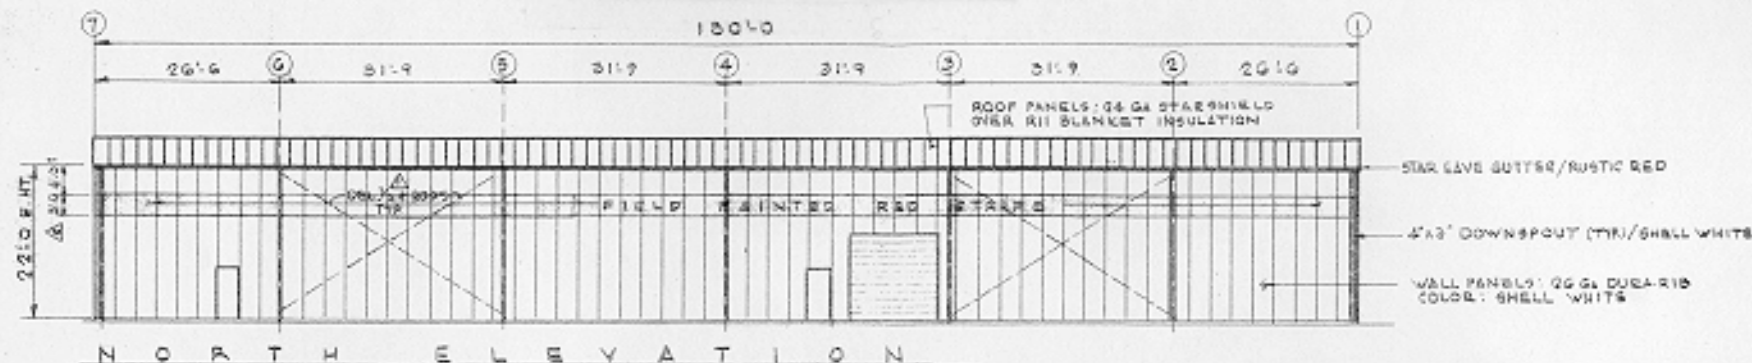 7 1
180'-0
26'-6 6 31'-9 5 31'-9 4 31'-9 3 31'-9 2 26'-6
ROOF PANELS: 26 GA STARSHIELD
OVER R11 BLANKET INSULATION
STAR EAVE GUTTER/RUSTIC RED
TYP.
FIELD PAINTED RED STRIPE
22'-0 E.HT.
4"x3" DOWNSPOUT (TYP.)/SHELL WHITE
WALL PANELS: 26 GA DURA-RIB
COLOR: SHELL WHITE
NORTH ELEVATION